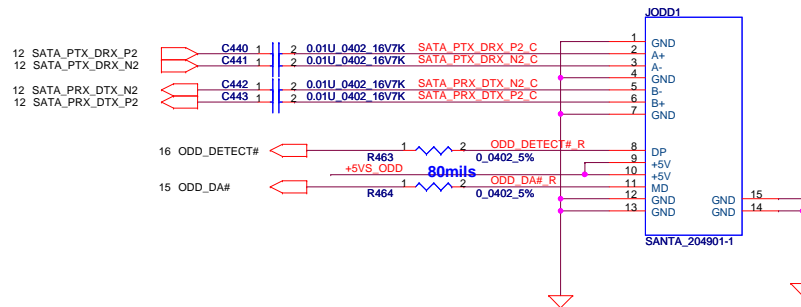 JODD1
1 GND
12 SATA_PTX_DRX_P2 C440 1 2 0.01U_0402_16V7K SATA_PTX_DRX_P2_C 2 A+
12 SATA_PTX_DRX_N2 C441 1 2 0.01U_0402_16V7K SATA_PTX_DRX_N2_C 3 A-
4 GND
12 SATA_PRX_DTX_N2 C442 1 2 0.01U_0402_16V7K SATA_PRX_DTX_N2_C 5 B-
12 SATA_PRX_DTX_P2 C443 1 2 0.01U_0402_16V7K SATA_PRX_DTX_P2_C 6 B+
7 GND
16 ODD_DETECT# 1 2 ODD_DETECT#_R 8 DP
R463 0_0402_5% 9 +5V
+5VS_ODD 80mils 10 +5V
15 ODD_DA# 1 2 ODD_DA#_R 11 MD
R464 0_0402_5% 12 GND GND 15
13 GND GND 14
SANTA_204901-1